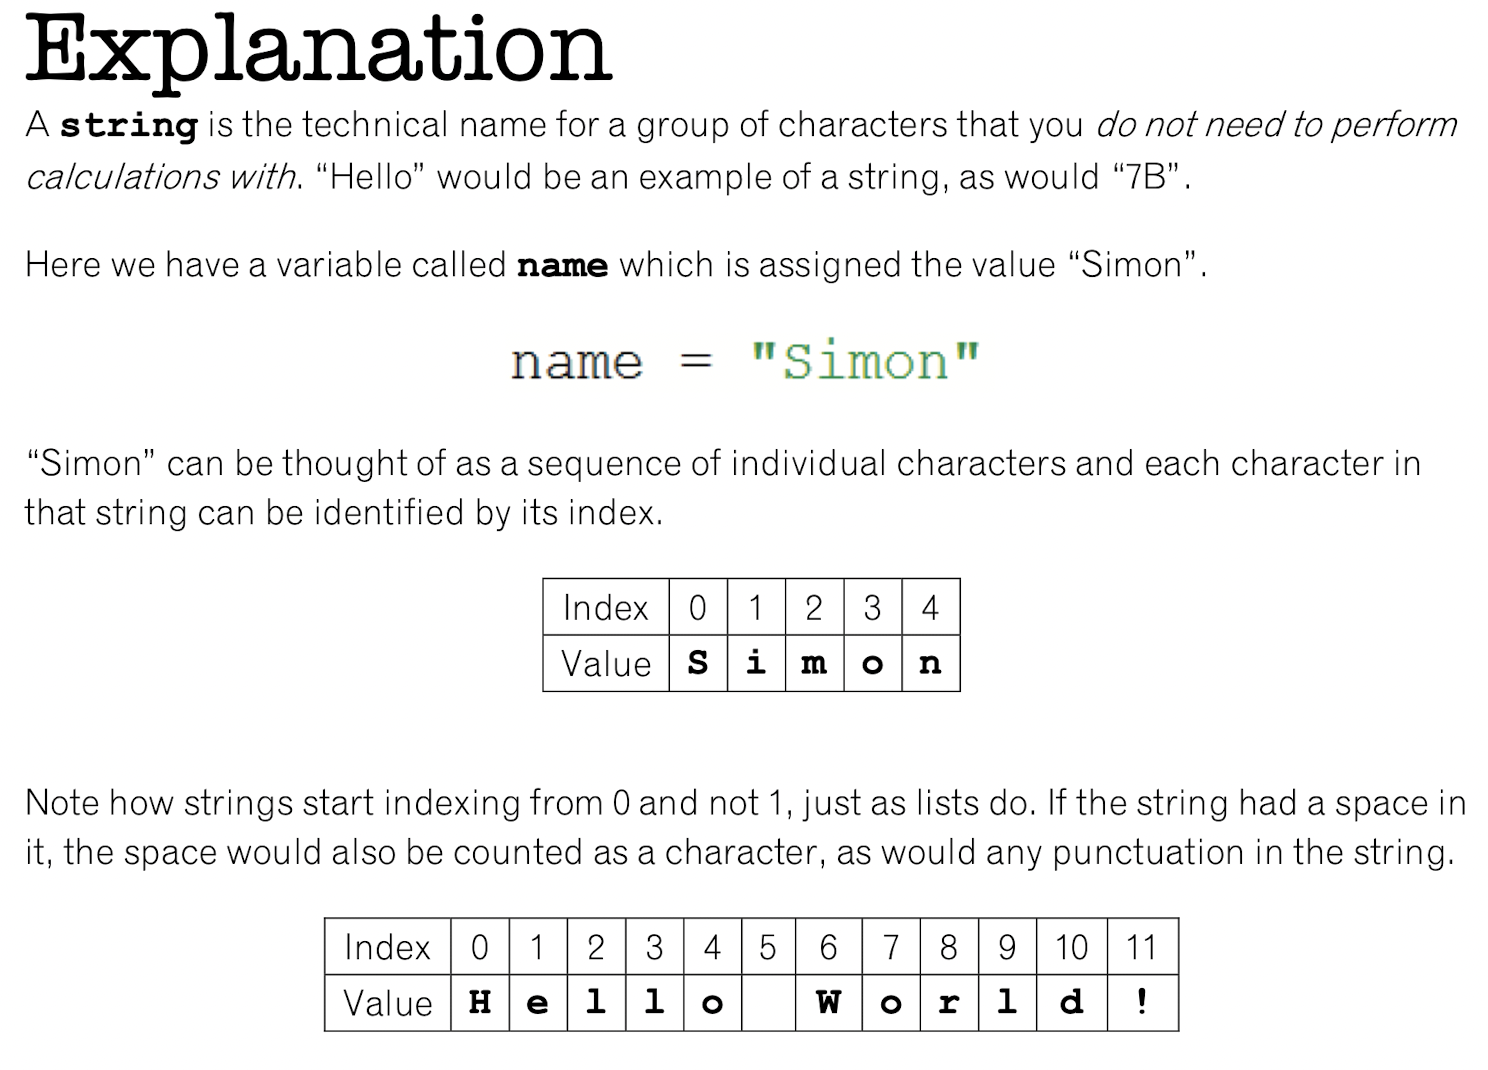 Explanation
A string is the technical name for a group of characters that you do not need to perform
calculations with. “Hello” would be an example of a string, as would “7B”.
Here we have a variable called name which is assigned the value “Simon”.
name = "Simon"
“Simon” can be thought of as a sequence of individual characters and each character in
that string can be identified by its index.
Index 0 1 2 3 4
Value S i m o n
Note how strings start indexing from 0 and not 1, just as lists do. If the string had a space in
it, the space would also be counted as a character, as would any punctuation in the string.
Index 0 1 2 3 4 5 6 7 8 9 10 11
Value H e l l o W o r l d !